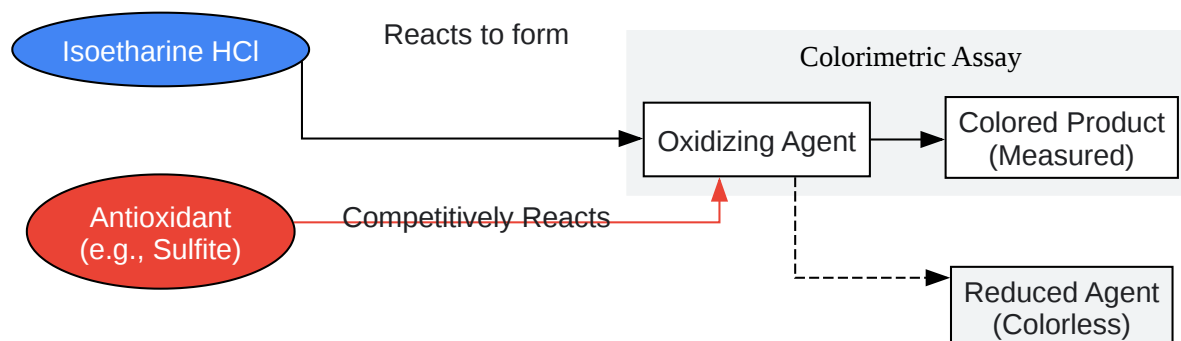 Isoetharine HCl
Reacts to form
Colorimetric Assay
Oxidizing Agent
Colored Product
(Measured)
Antioxidant
(e.g., Sulfite)
Competitively Reacts
Reduced Agent
(Colorless)